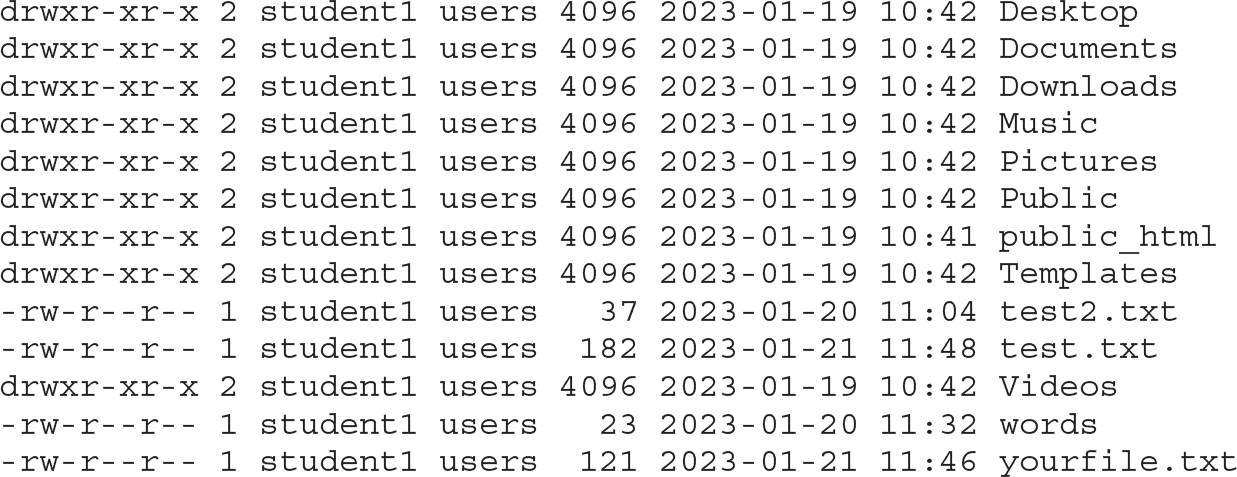 drwxr-xr-x 2 student1 users 4096 2023-01-19 10:42 Desktop
drwxr-xr-x 2 student1 users 4096 2023-01-19 10:42 Documents
drwxr-xr-x 2 student1 users 4096 2023-01-19 10:42 Downloads
drwxr-xr-x 2 student1 users 4096 2023-01-19 10:42 Music
drwxr-xr-x 2 student1 users 4096 2023-01-19 10:42 Pictures
drwxr-xr-x 2 student1 users 4096 2023-01-19 10:42 Public
drwxr-xr-x 2 student1 users 4096 2023-01-19 10:41 public_html
drwxr-xr-x 2 student1 users 4096 2023-01-19 10:42 Templates
-rw-r--r-- 1 student1 users   37 2023-01-20 11:04 test2.txt
-rw-r--r-- 1 student1 users  182 2023-01-21 11:48 test.txt
drwxr-xr-x 2 student1 users 4096 2023-01-19 10:42 Videos
-rw-r--r-- 1 student1 users   23 2023-01-20 11:32 words
-rw-r--r-- 1 student1 users  121 2023-01-21 11:46 yourfile.txt